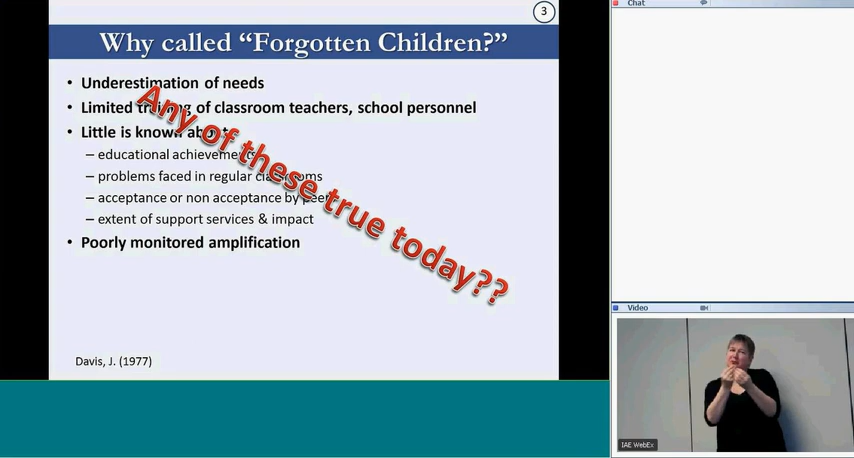 3
Why called “Forgotten Children?”
• Underestimation of needs
• Limited training of classroom teachers, school personnel
• Little is known about
– educational achievement
– problems faced in regular classrooms
– acceptance or non acceptance by peers
– extent of support services & impact
• Poorly monitored amplification
Any of these true today??
Davis, J. (1977)
Chat
Video
IAE WebEx